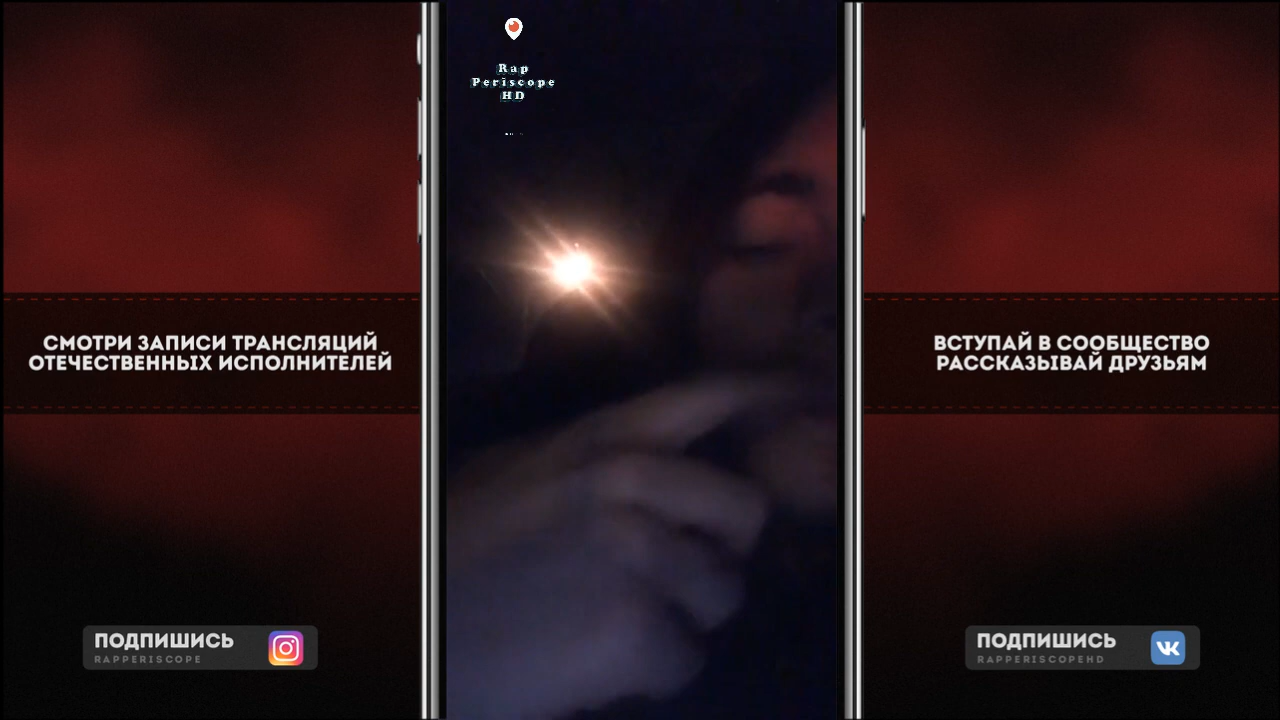 Rap
Periscope
HD
СМОТРИ ЗАПИСИ ТРАНСЛЯЦИЙ
ОТЕЧЕСТВЕННЫХ ИСПОЛНИТЕЛЕЙ
ВСТУПАЙ В СООБЩЕСТВО
РАССКАЗЫВАЙ ДРУЗЬЯМ
ПОДПИШИСЬ
RAPPERISCOPE
ПОДПИШИСЬ
RAPPERISCOPEHD